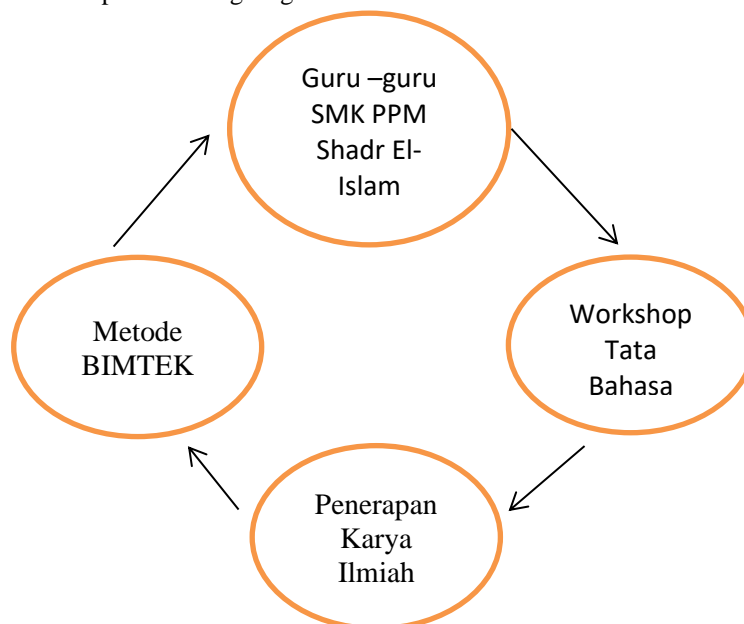 Guru –guru
SMK PPM
Shadr El-
Islam
Workshop
Tata
Bahasa
Penerapan
Karya
Ilmiah
Metode
BIMTEK